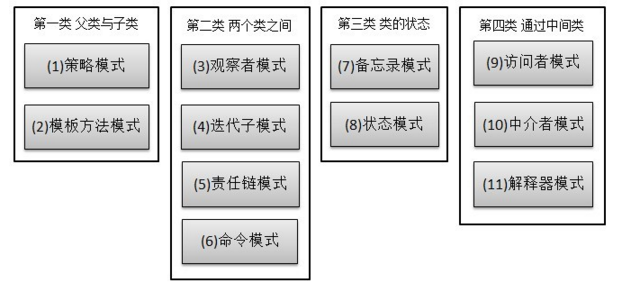 第一类 父类与子类
(1)策略模式
(2)模板方法模式
第二类 两个类之间
(3)观察者模式
(4)迭代子模式
(5)责任链模式
(6)命令模式
第三类 类的状态
(7)备忘录模式
(8)状态模式
第四类 通过中间类
(9)访问者模式
(10)中介者模式
(11)解释器模式